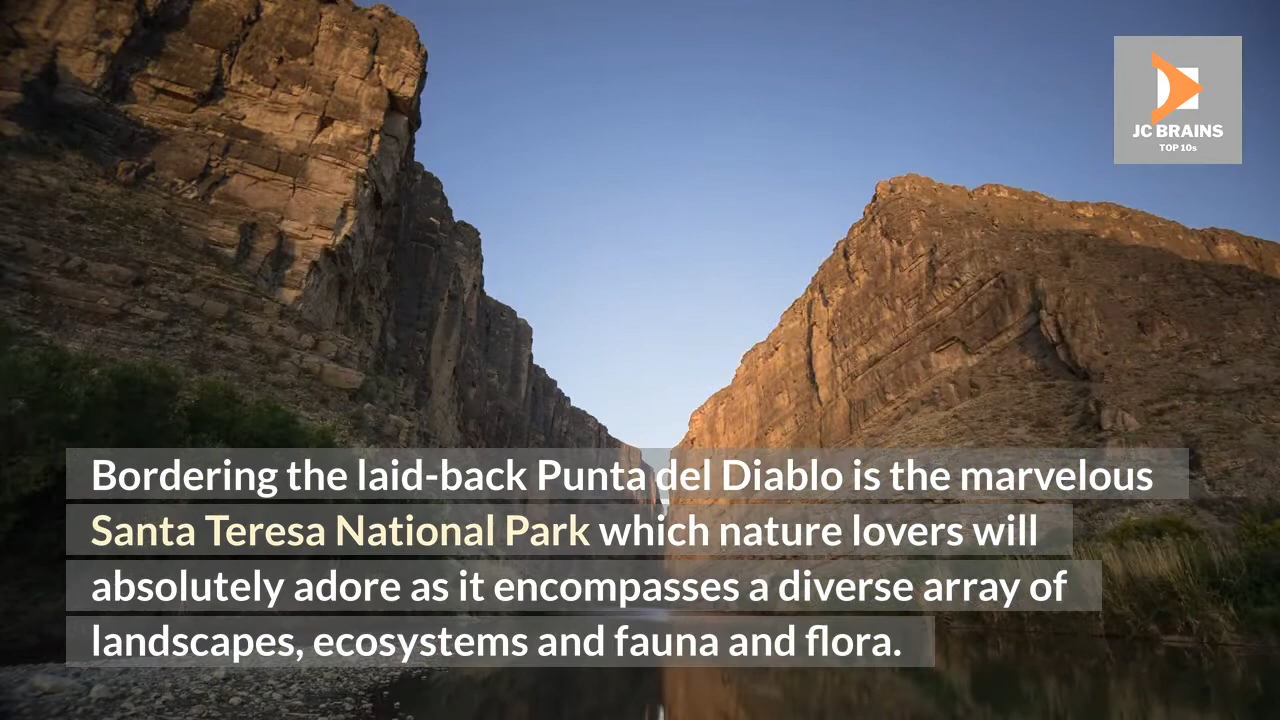 JC BRAINS
TOP 10s
Bordering the laid-back Punta del Diablo is the marvelous
Santa Teresa National Park which nature lovers will
absolutely adore as it encompasses a diverse array of
landscapes, ecosystems and fauna and flora.